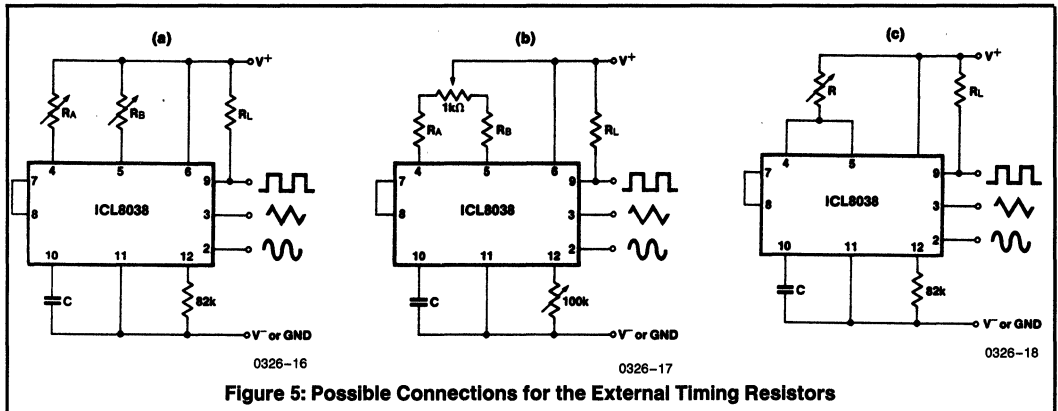 (a)
V+
RA
RB
RL
4
5
6
7
8
ICL8038
9
3
2
10
11
12
C
82k
V− or GND
0326–16
(b)
V+
1kΩ
RA
RB
RL
4
5
6
7
8
ICL8038
9
3
2
10
11
12
C
100k
V− or GND
0326–17
(c)
V+
R
RL
4
5
6
7
8
ICL8038
9
3
2
10
11
12
C
82k
V− or GND
0326–18
Figure 5: Possible Connections for the External Timing Resistors